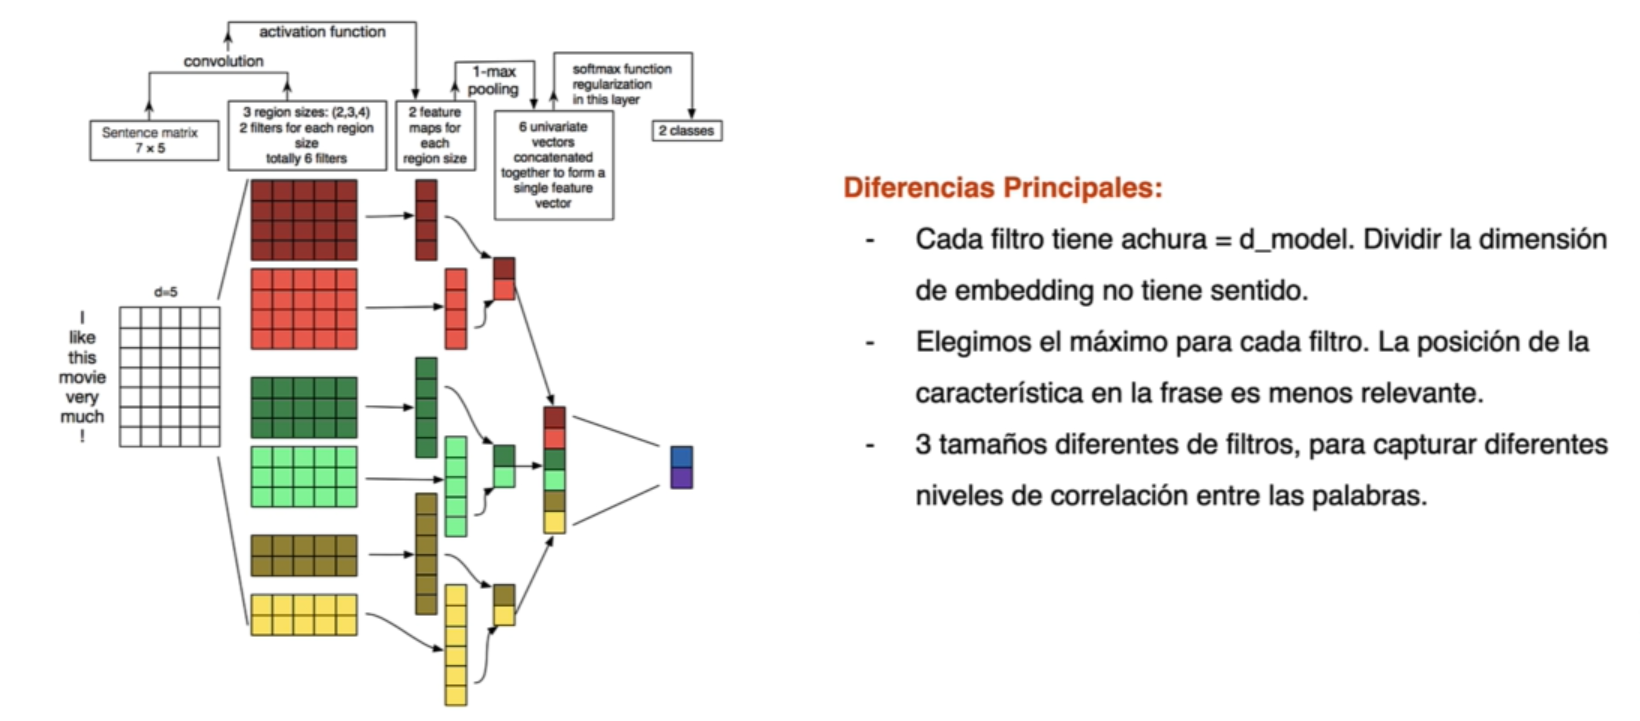 activation function
convolution
1-max
pooling
softmax function
regularization
in this layer
Sentence matrix
7 × 5
3 region sizes: (2,3,4)
2 filters for each region
size
totally 6 filters
2 feature
maps for
each
region size
6 univariate
vectors
concatenated
together to form a
single feature
vector
2 classes
d=5
I
like
this
movie
very
much
!
Diferencias Principales:
- Cada filtro tiene achura = d_model. Dividir la dimensión
de embedding no tiene sentido.
- Elegimos el máximo para cada filtro. La posición de la
característica en la frase es menos relevante.
- 3 tamaños diferentes de filtros, para capturar diferentes
niveles de correlación entre las palabras.